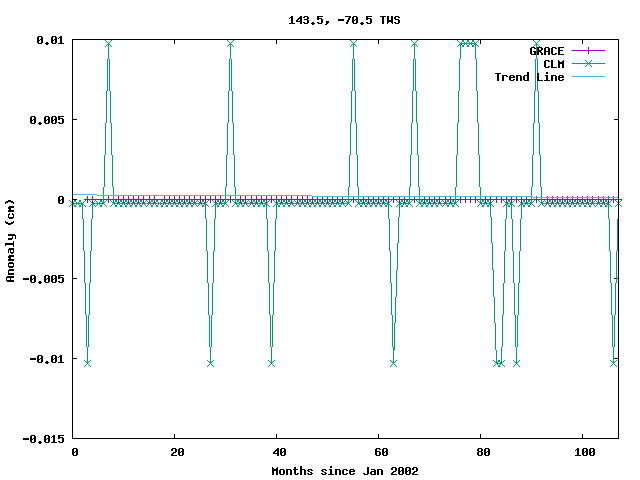 143.5, -70.5 TWS
GRACE
CLM
Trend Line
0.01
0.005
0
-0.005
-0.01
-0.015
Anomaly (cm)
0 20 40 60 80 100
Months since Jan 2002